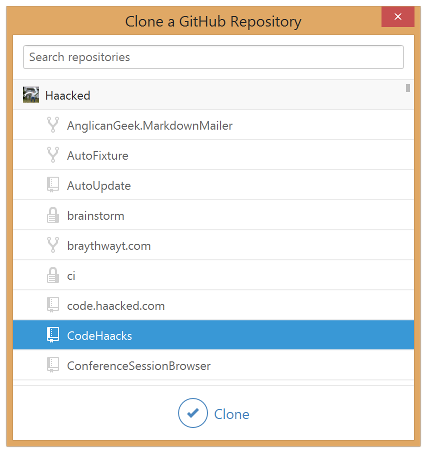 Clone a GitHub Repository
Search repositories
Haacked
AnglicanGeek.MarkdownMailer
AutoFixture
AutoUpdate
brainstorm
braythwayt.com
ci
code.haacked.com
CodeHaacks
ConferenceSessionBrowser
Clone